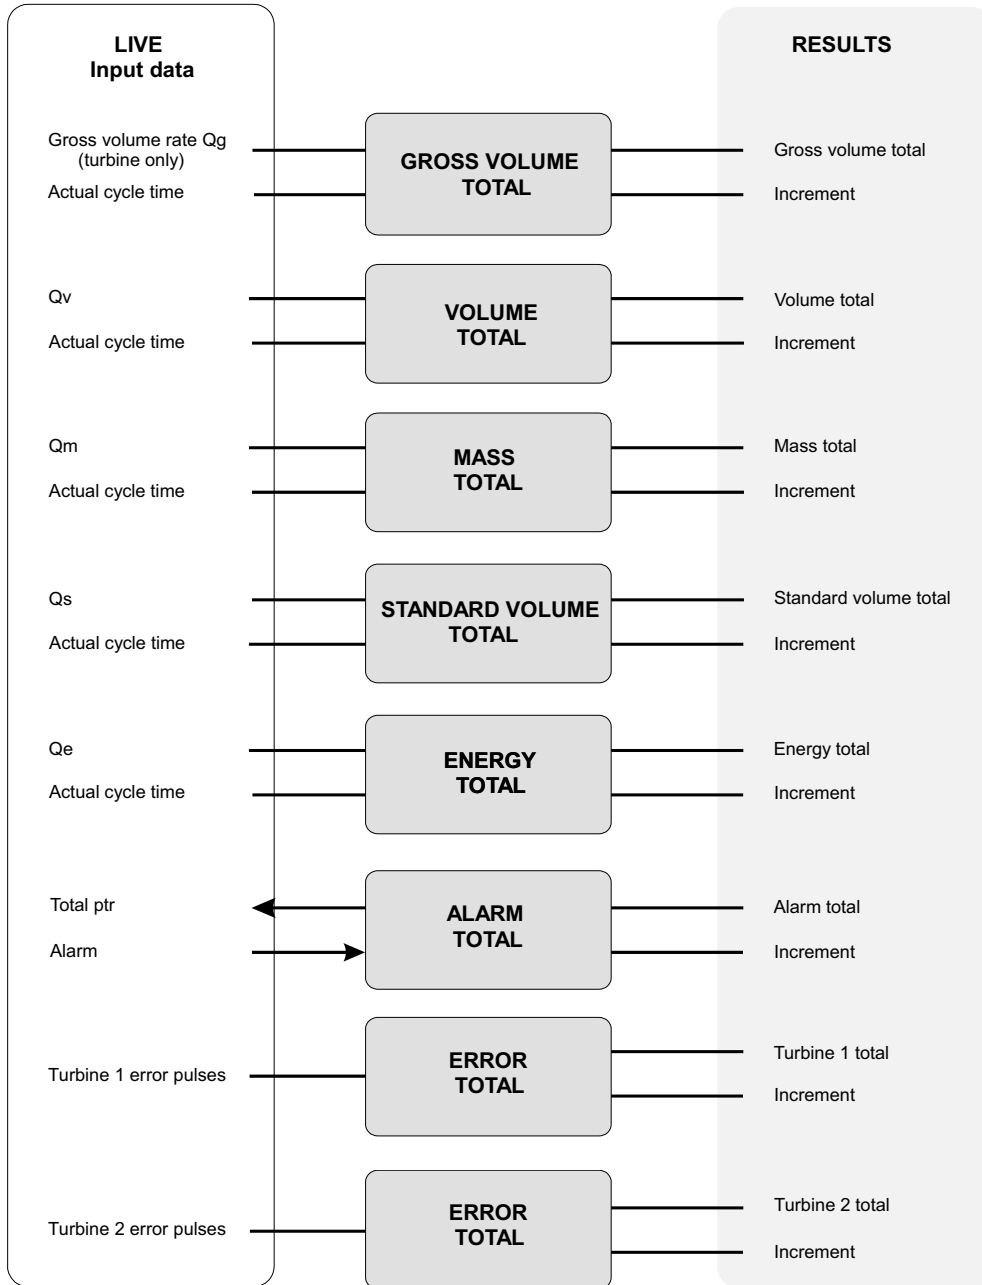 LIVE
Input data
RESULTS
Gross volume rate Qg
(turbine only)
Actual cycle time
GROSS VOLUME
TOTAL
Gross volume total
Increment
Qv
Actual cycle time
VOLUME
TOTAL
Volume total
Increment
Qm
Actual cycle time
MASS
TOTAL
Mass total
Increment
Qs
Actual cycle time
STANDARD VOLUME
TOTAL
Standard volume total
Increment
Qe
Actual cycle time
ENERGY
TOTAL
Energy total
Increment
Total ptr
Alarm
ALARM
TOTAL
Alarm total
Increment
Turbine 1 error pulses
ERROR
TOTAL
Turbine 1 total
Increment
Turbine 2 error pulses
ERROR
TOTAL
Turbine 2 total
Increment